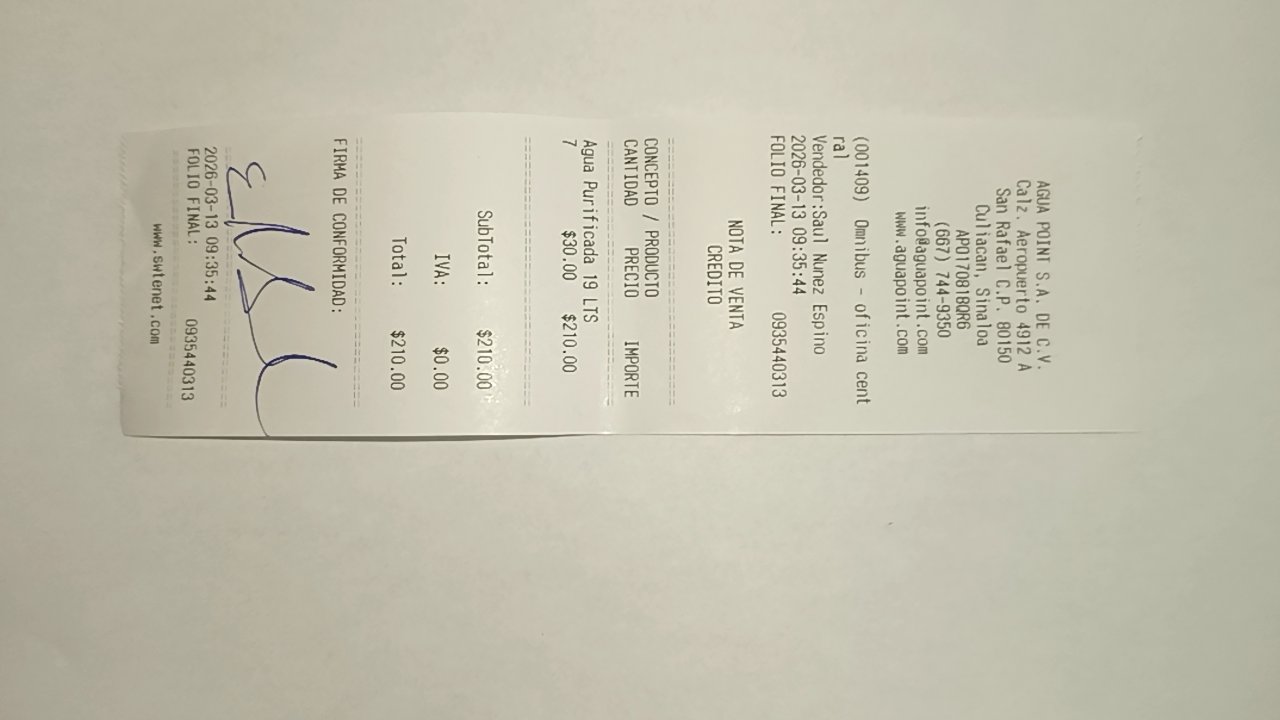 AGUA POINT S.A. DE C.V.
Calz. Aeropuerto 4912 A
San Rafael C.P. 80150
Culiacan, Sinaloa
APO170818QR6
(667) 744-9350
info@aguapoint.com
www.aguapoint.com
(001409) Omnibus - oficina cent
ral
Vendedor:Saul Nunez Espino
2026-03-13 09:35:44
FOLIO FINAL: 0935440313
NOTA DE VENTA
CREDITO
CONCEPTO / PRODUCTO
CANTIDAD PRECIO IMPORTE
Agua Purificada 19 LTS
7 $30.00 $210.00
SubTotal: $210.00
IVA: $0.00
Total: $210.00
FIRMA DE CONFORMIDAD:
2026-03-13 09:35:44
FOLIO FINAL: 0935440313
www.swtenet.com